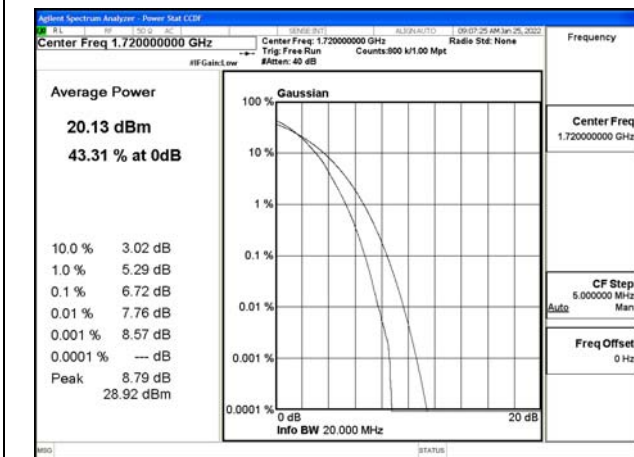 Agilent Spectrum Analyzer - Power Stat CCDF
RL RF 50 Ω AC SENSE:INT ALIGNAUTO 09:07:25 AM Jan 25, 2022
Center Freq 1.720000000 GHz
Center Freq: 1.720000000 GHz Radio Std: None
Trig: Free Run Counts:800 k/1.00 Mpt
#IFGain:Low #Atten: 40 dB
Frequency
Average Power
20.13 dBm
43.31 % at 0dB
10.0 % 3.02 dB
1.0 % 5.29 dB
0.1 % 6.72 dB
0.01 % 7.76 dB
0.001 % 8.57 dB
0.0001 % --- dB
Peak 8.79 dB
28.92 dBm
Gaussian
100 %
10 %
1 %
0.1 %
0.01 %
0.001 %
0.0001 %
0 dB 20 dB
Info BW 20.000 MHz
Center Freq
1.720000000 GHz
CF Step
5.000000 MHz
Auto Man
Freq Offset
0 Hz
MSG STATUS